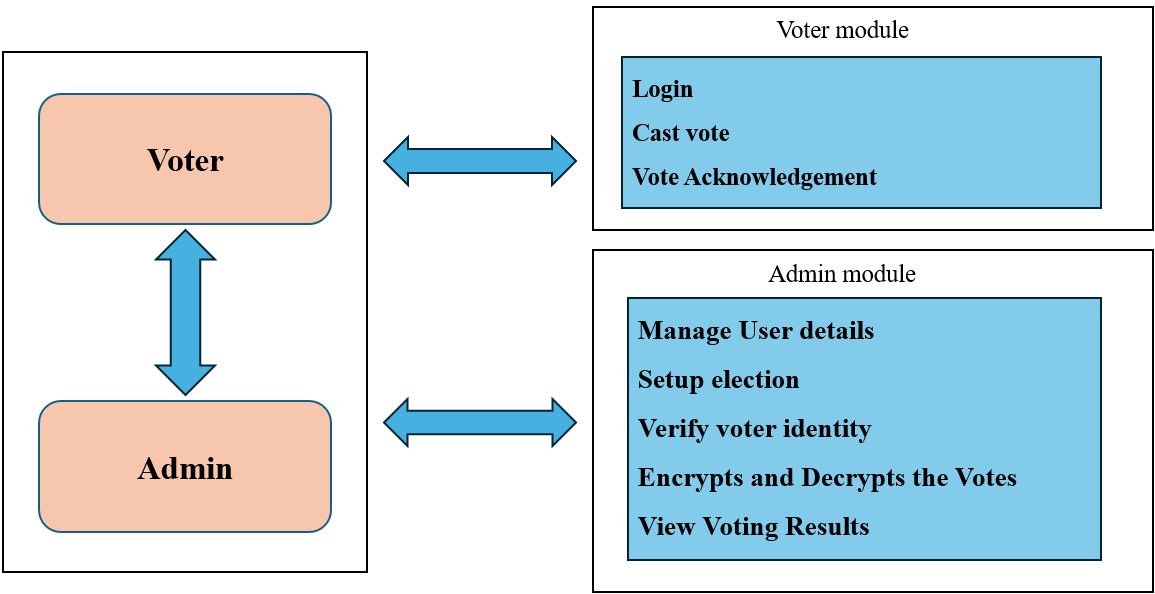 Voter
Admin
Voter module
Login
Cast vote
Vote Acknowledgement
Admin module
Manage User details
Setup election
Verify voter identity
Encrypts and Decrypts the Votes
View Voting Results